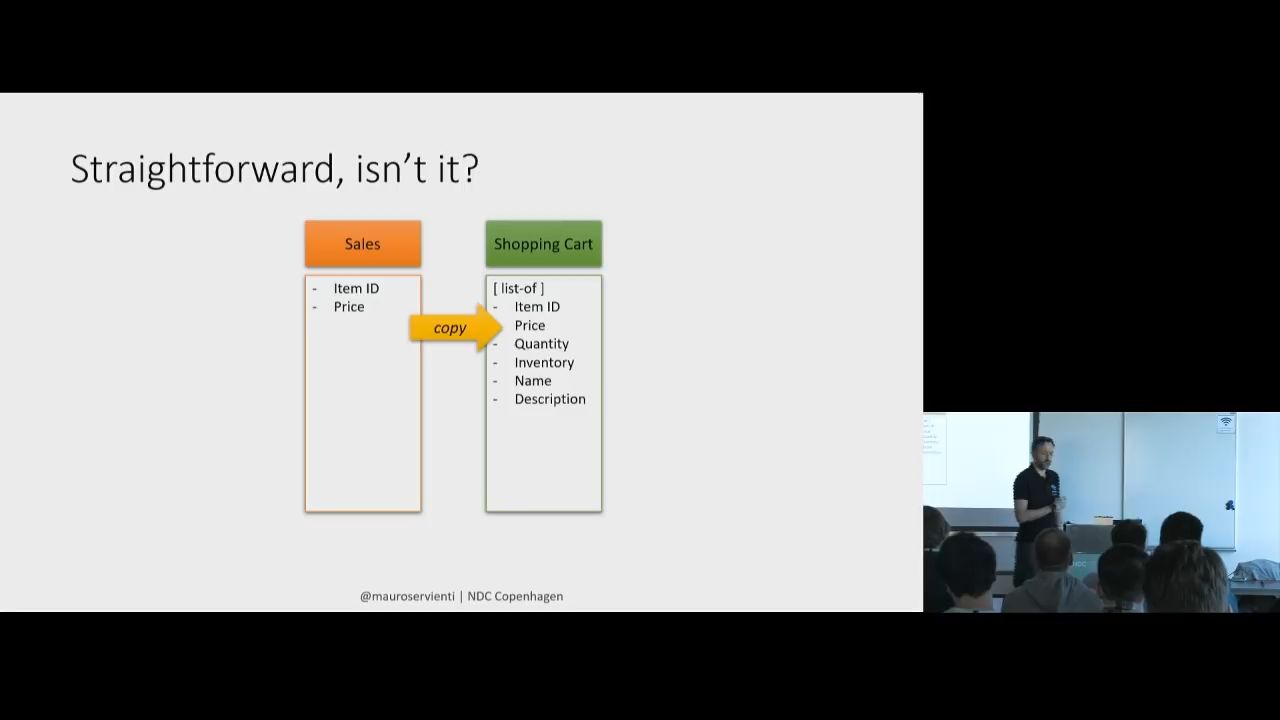 Straightforward, isn't it?
Sales
- Item ID
- Price
copy
Shopping Cart
[ list-of ]
- Item ID
Price
- Quantity
- Inventory
- Name
- Description
@mauroservienti | NDC Copenhagen
NDC